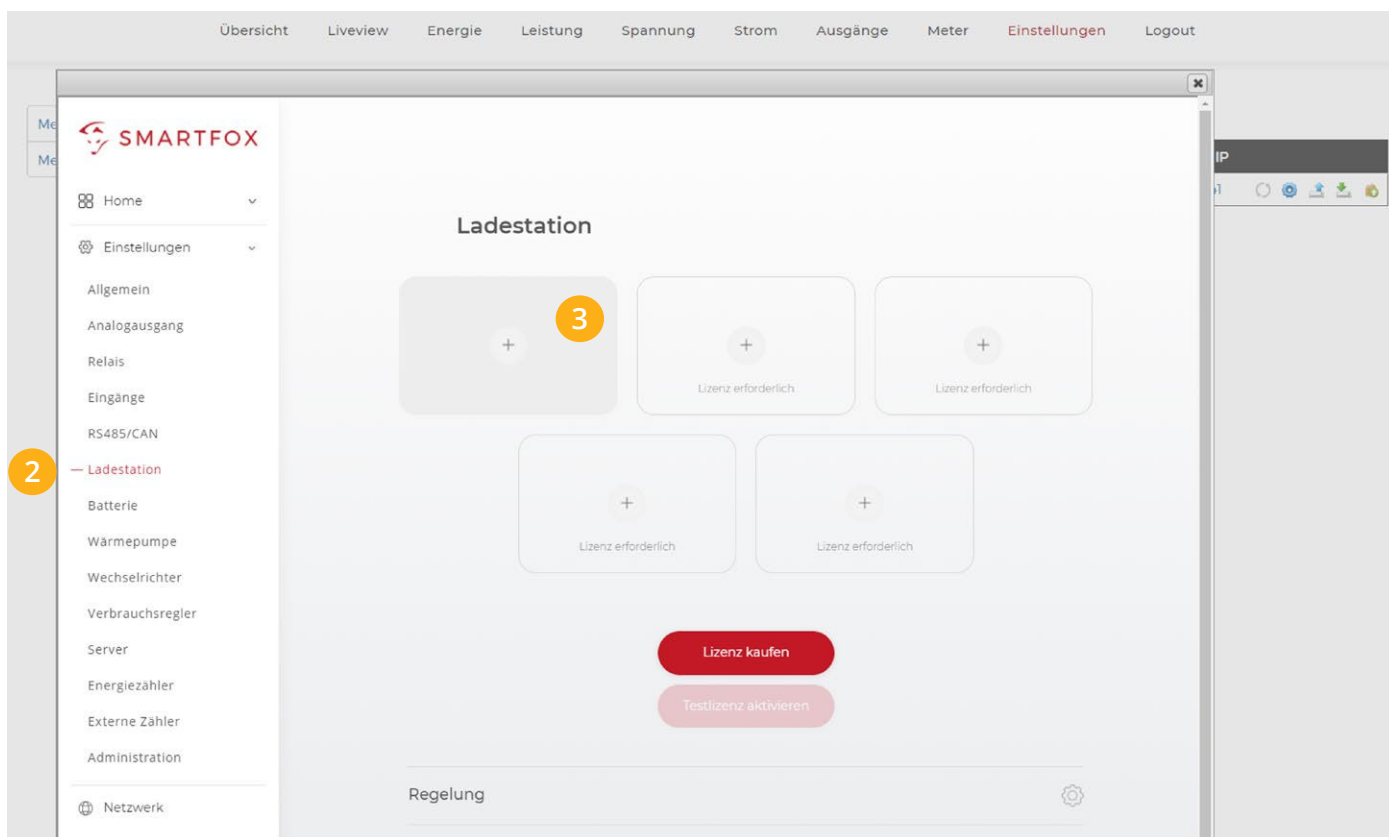 Übersicht Liveview Energie Leistung Spannung Strom Ausgänge Meter Einstellungen Logout
Me
Me
IP
SMARTFOX
Home
Einstellungen
Allgemein
Analogausgang
Relais
Eingänge
RS485/CAN
2
Ladestation
Batterie
Wärmepumpe
Wechselrichter
Verbrauchsregler
Server
Energiezähler
Externe Zähler
Administration
Netzwerk
Ladestation
3
+ + +
Lizenz erforderlich Lizenz erforderlich
+ +
Lizenz erforderlich Lizenz erforderlich
Lizenz kaufen
Testlizenz aktivieren
Regelung